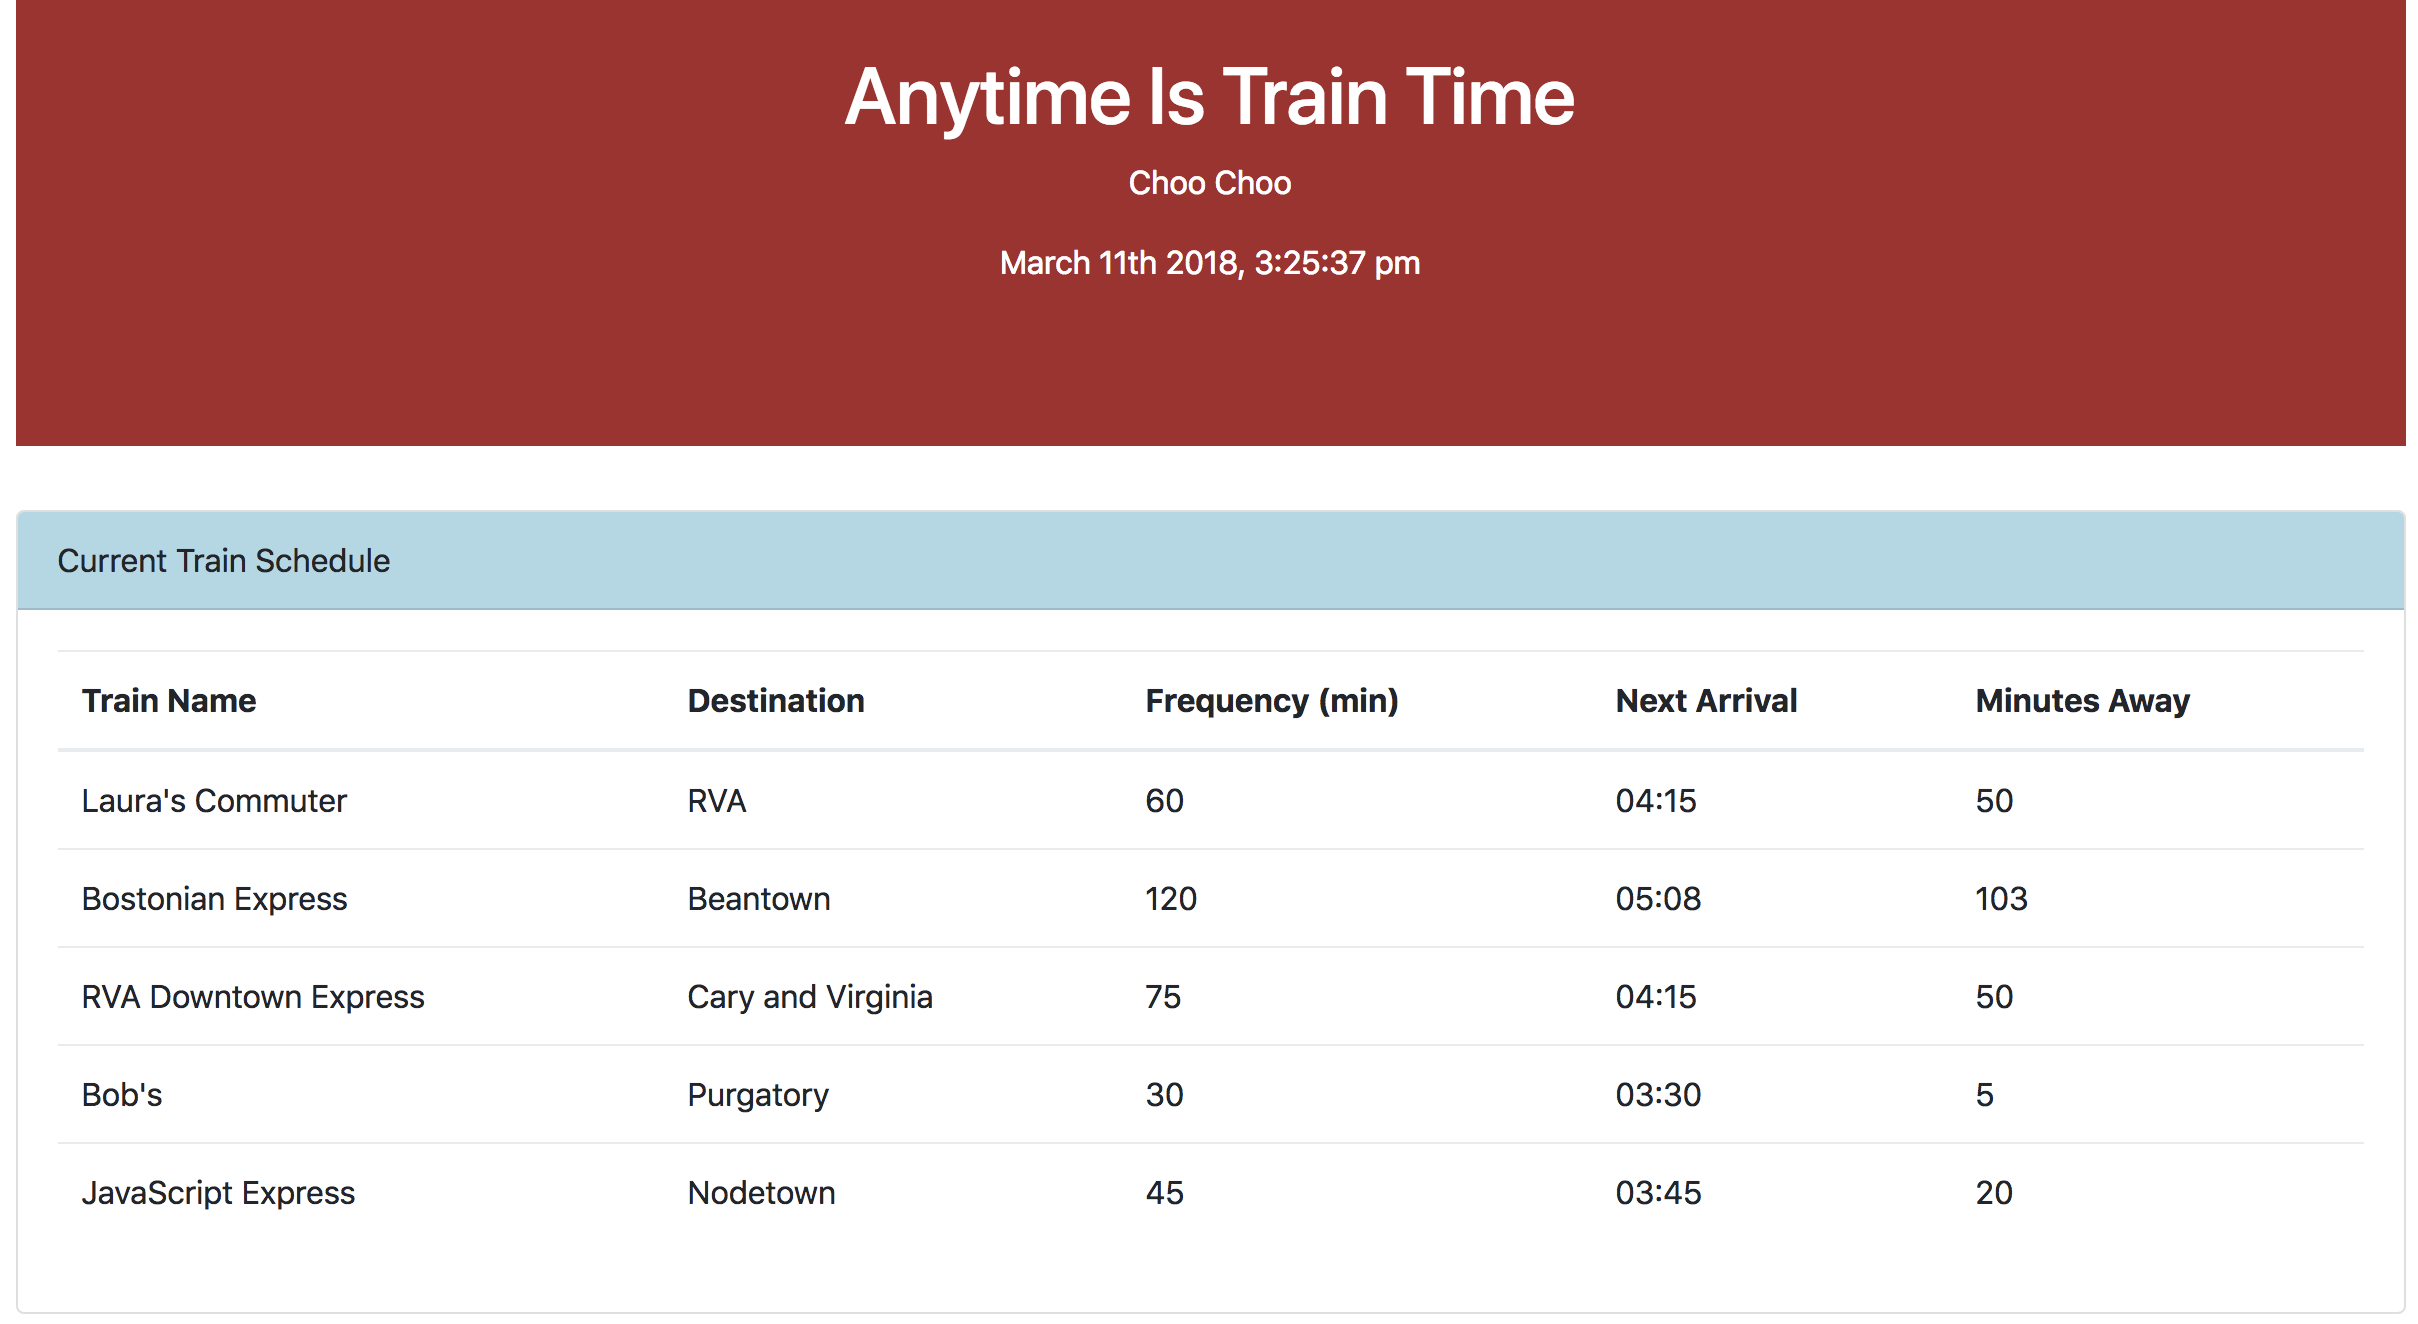 Anytime Is Train Time
Choo Choo
March 11th 2018, 3:25:37 pm
Current Train Schedule
Train Name Destination Frequency (min) Next Arrival Minutes Away
Laura's Commuter RVA 60 04:15 50
Bostonian Express Beantown 120 05:08 103
RVA Downtown Express Cary and Virginia 75 04:15 50
Bob's Purgatory 30 03:30 5
JavaScript Express Nodetown 45 03:45 20